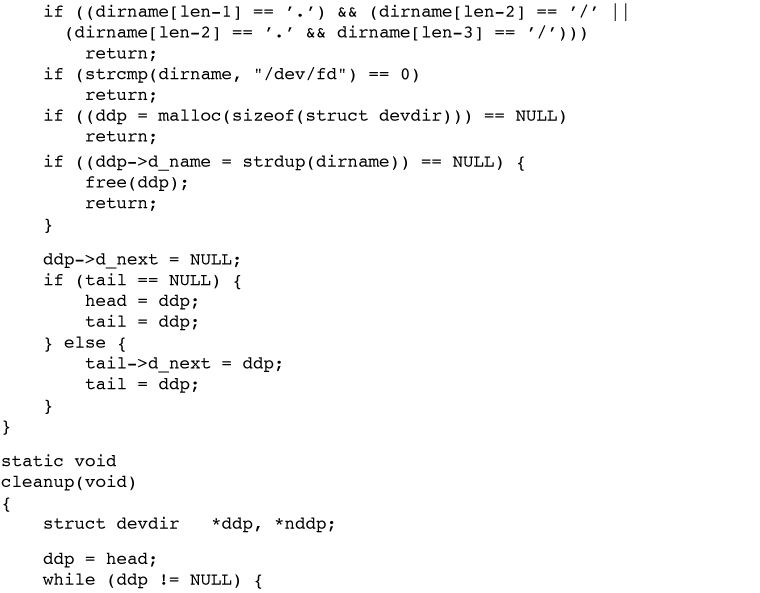 if ((dirname[len-1] == ’.’) && (dirname[len-2] == ’/’ ||
      (dirname[len-2] == ’.’ && dirname[len-3] == ’/’)))
        return;
    if (strcmp(dirname, "/dev/fd") == 0)
        return;
    if ((ddp = malloc(sizeof(struct devdir))) == NULL)
        return;
    if ((ddp->d_name = strdup(dirname)) == NULL) {
        free(ddp);
        return;
    }
    ddp->d_next = NULL;
    if (tail == NULL) {
        head = ddp;
        tail = ddp;
    } else {
        tail->d_next = ddp;
        tail = ddp;
    }
}
static void
cleanup(void)
{
    struct devdir   *ddp, *nddp;
    ddp = head;
    while (ddp != NULL) {